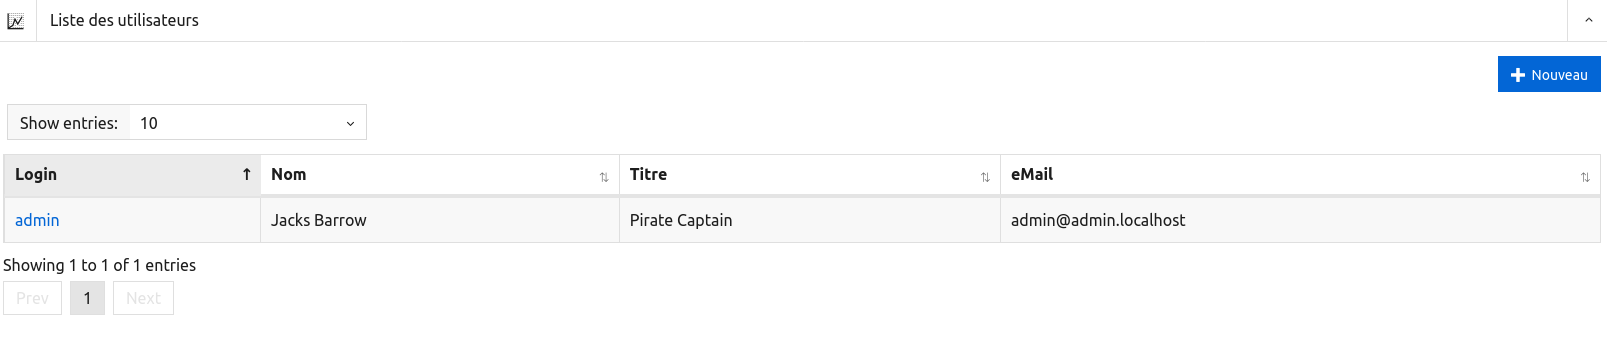 Liste des utilisateurs
Nouveau
Show entries: 10
Login Nom Titre eMail
admin Jacks Barrow Pirate Captain admin@admin.localhost
Showing 1 to 1 of 1 entries
Prev 1 Next